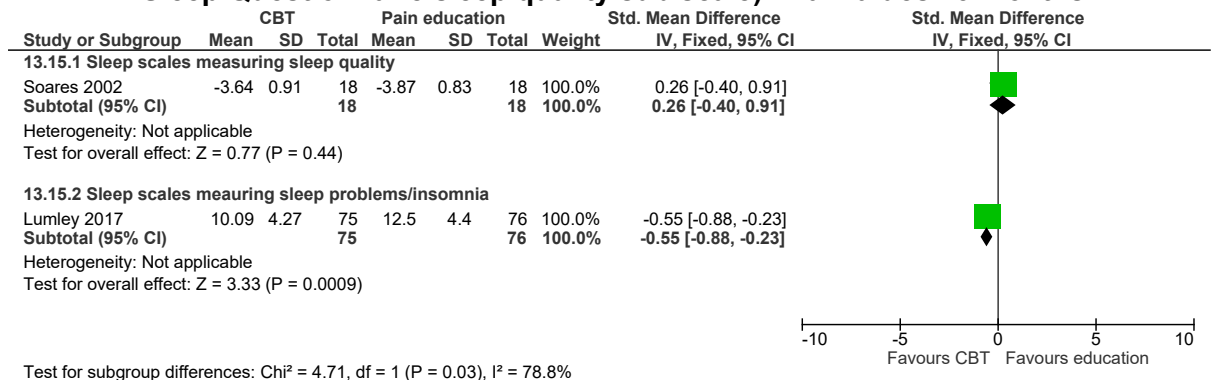 CBT Pain education Std. Mean Difference Std. Mean Difference
Study or Subgroup Mean SD Total Mean SD Total Weight IV, Fixed, 95% CI IV, Fixed, 95% CI
13.15.1 Sleep scales measuring sleep quality
Soares 2002 -3.64 0.91 18 -3.87 0.83 18 100.0% 0.26 [-0.40, 0.91]
Subtotal (95% CI) 18 18 100.0% 0.26 [-0.40, 0.91]
Heterogeneity: Not applicable
Test for overall effect: Z = 0.77 (P = 0.44)
13.15.2 Sleep scales meauring sleep problems/insomnia
Lumley 2017 10.09 4.27 75 12.5 4.4 76 100.0% -0.55 [-0.88, -0.23]
Subtotal (95% CI) 75 76 100.0% -0.55 [-0.88, -0.23]
Heterogeneity: Not applicable
Test for overall effect: Z = 3.33 (P = 0.0009)
-10 -5 0 5 10
Favours CBT Favours education
Test for subgroup differences: Chi² = 4.71, df = 1 (P = 0.03), I² = 78.8%